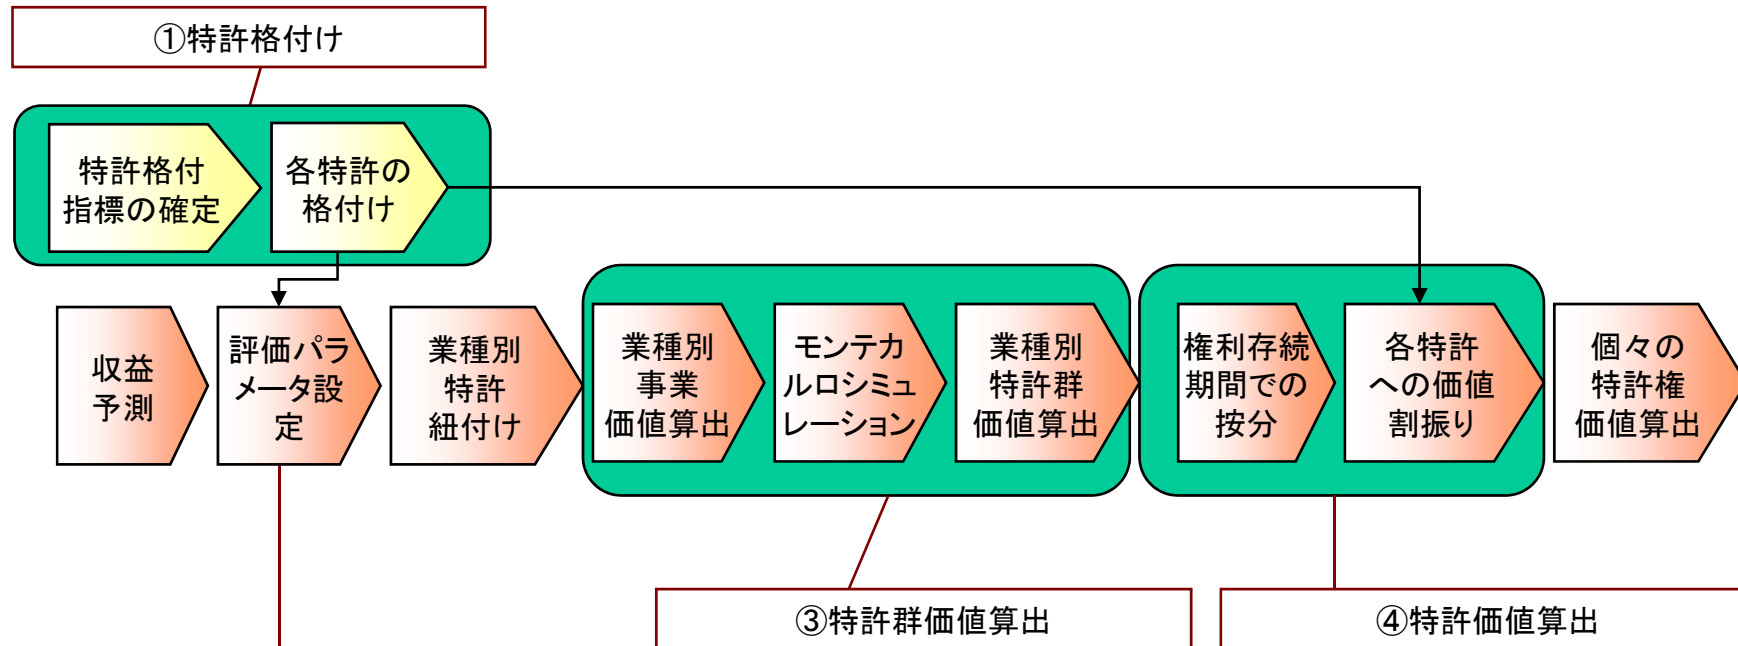 ①特許格付け
特許格付
指標の確定
各特許の
格付け
収益
予測
評価パラ
メータ設
定
業種別
特許
紐付け
業種別
事業
価値算出
モンテカ
ルロシミュ
レーション
業種別
特許群
価値算出
権利存続
期間での
按分
各特許
への価値
割振り
個々の
特許権
価値算出
③特許群価値算出
④特許価値算出